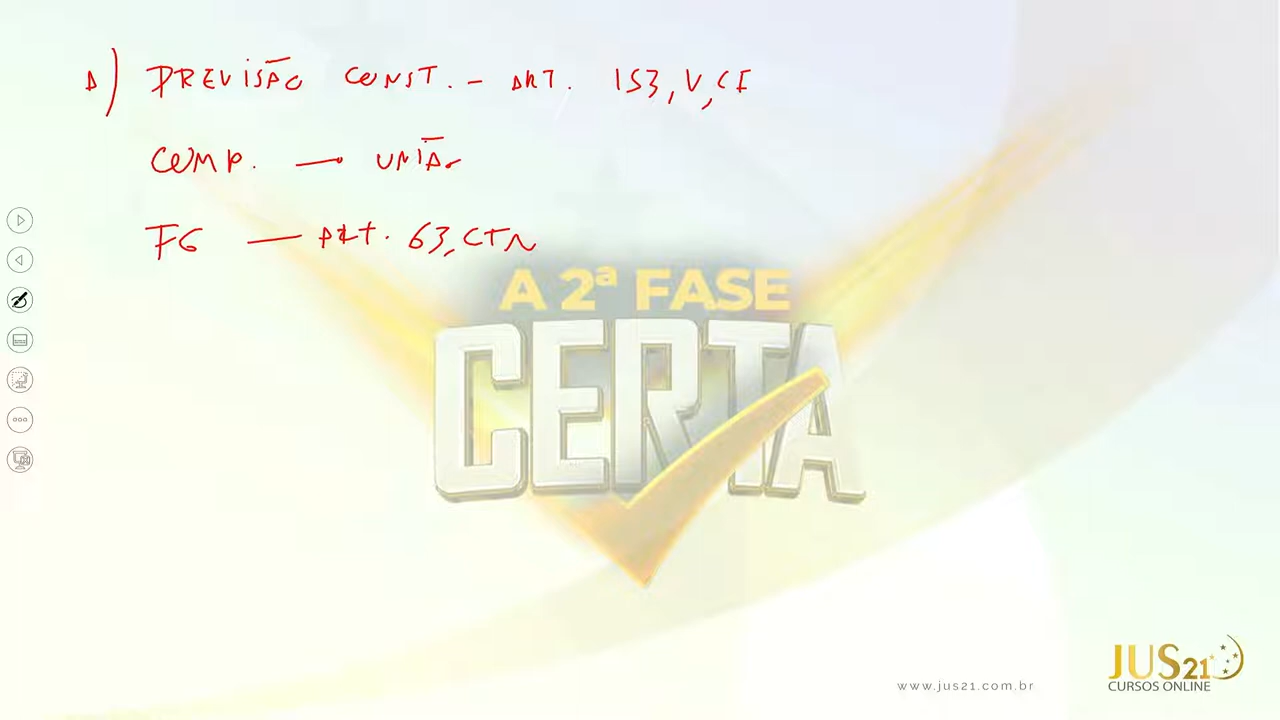 A) PREVISÃO CONST. - ART. 153, V, CF
COMP. → UNIÃO
FG — ART. 63, CTN
A 2ª FASE
CERTA
JUS21
CURSOS ONLINE
www.jus21.com.br